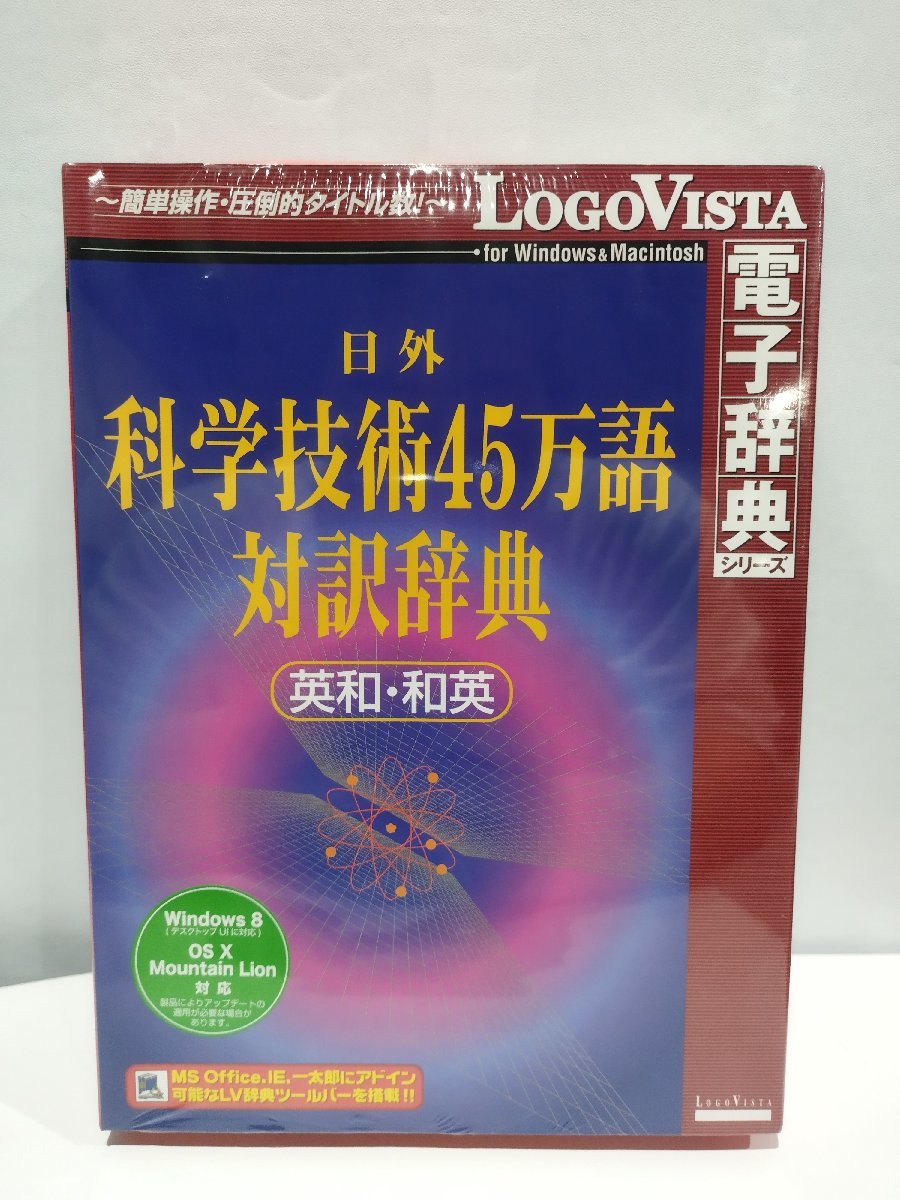 ～簡単操作・圧倒的タイトル数！～
LOGOVISTA
・for Windows&Macintosh
電子辞典
シリーズ
日外
科学技術45万語
対訳辞典
英和・和英
Windows 8
(デスクトップ UIに対応)
OS X
Mountain Lion
対応
製品によりアップデートの
適用が必要な場合が
あります。
MS Office.IE.一太郎にアドイン
可能なLV辞典ツールバーを搭載!!
LOGOVISTA